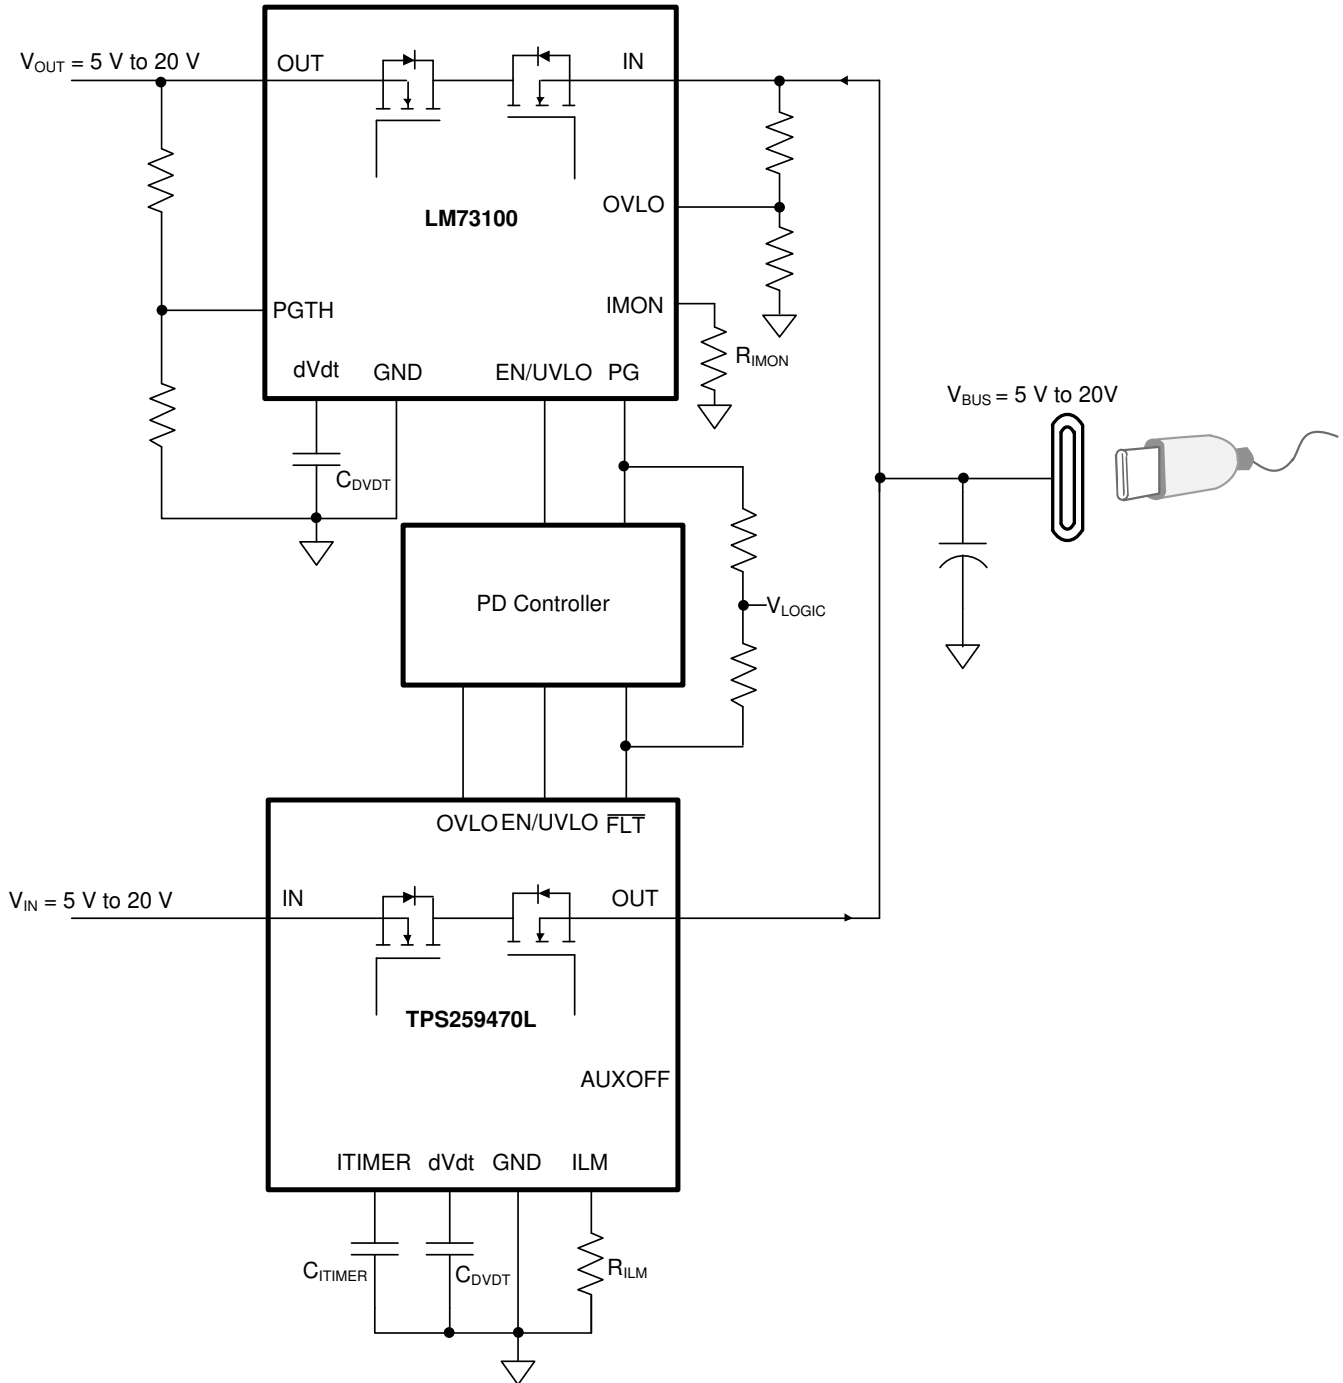 V_OUT = 5 V to 20 V
OUT
IN
LM73100
OVLO
PGTH
IMON
R_IMON
dVdt
GND
EN/UVLO
PG
C_DVDT
V_BUS = 5 V to 20V
PD Controller
V_LOGIC
OVLO EN/UVLO FLT
V_IN = 5 V to 20 V
IN
OUT
TPS259470L
AUXOFF
ITIMER
dVdt
GND
ILM
C_ITIMER
C_DVDT
R_ILM